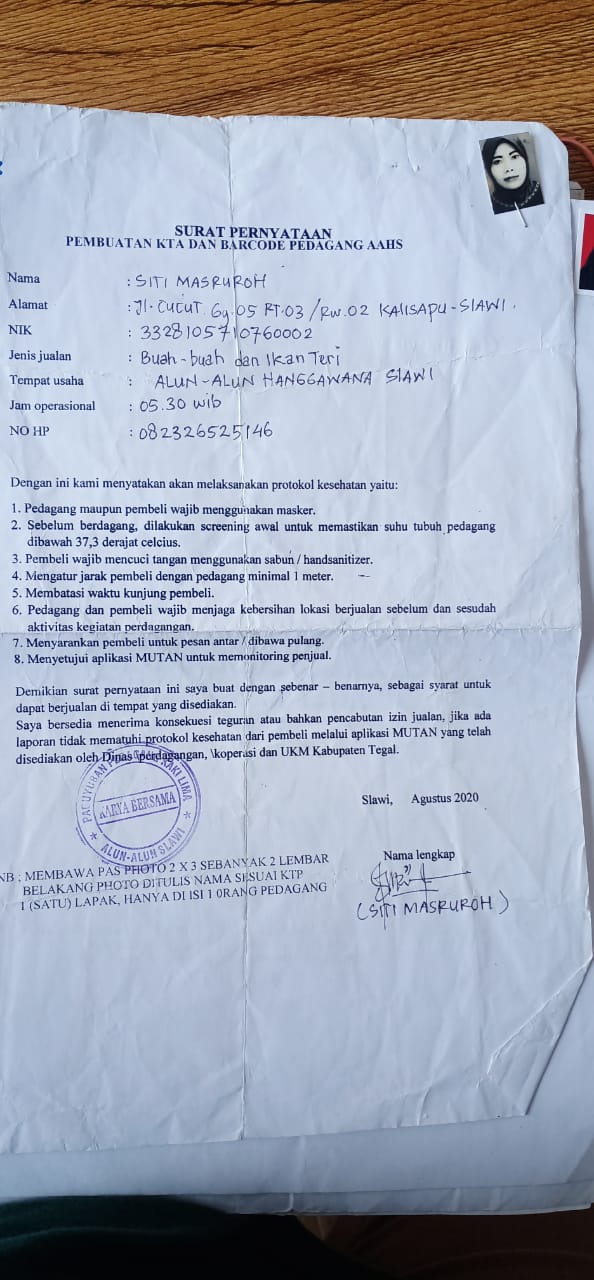 SURAT PERNYATAAN
PEMBUATAN KTA DAN BARCODE PEDAGANG AAHS
Nama : SITI MASRUROH
Alamat : Jl. CUCUT. Gg.05 RT.03 /RW.02 KALISAPU-SLAWI.
NIK : 3328105710760002
Jenis jualan : Buah-buah dan Ikan Teri
Tempat usaha : ALUN-ALUN HANGGAWANA SLAWI
Jam operasional : 05.30 wib
NO HP : 082326525146
Dengan ini kami menyatakan akan melaksanakan protokol kesehatan yaitu:
1. Pedagang maupun pembeli wajib menggunakan masker.
2. Sebelum berdagang, dilakukan screening awal untuk memastikan suhu tubuh pedagang
dibawah 37,3 derajat celcius.
3. Pembeli wajib mencuci tangan menggunakan sabun / handsanitizer.
4. Mengatur jarak pembeli dengan pedagang minimal 1 meter.
5. Membatasi waktu kunjung pembeli.
6. Pedagang dan pembeli wajib menjaga kebersihan lokasi berjualan sebelum dan sesudah
aktivitas kegiatan perdagangan.
7. Menyarankan pembeli untuk pesan antar / dibawa pulang.
8. Menyetujui aplikasi MUTAN untuk memonitoring penjual.
Demikian surat pernyataan ini saya buat dengan sebenar – benarnya, sebagai syarat untuk
dapat berjualan di tempat yang disediakan.
Saya bersedia menerima konsekuesi teguran atau bahkan pencabutan izin jualan, jika ada
laporan tidak mematuhi protokol kesehatan dari pembeli melalui aplikasi MUTAN yang telah
disediakan oleh Dinas \perdagangan, \koperasi dan UKM Kabupaten Tegal.
KAKI LIMA
KARYA BERSAMA
ALUN-ALUN SLAWI
Slawi, Agustus 2020
Nama lengkap
(SITI MASRUROH)
NB : MEMBAWA PAS PHOTO 2 X 3 SEBANYAK 2 LEMBAR
BELAKANG PHOTO DITULIS NAMA SESUAI KTP
1 (SATU) LAPAK, HANYA DI ISI 1 0RANG PEDAGANG